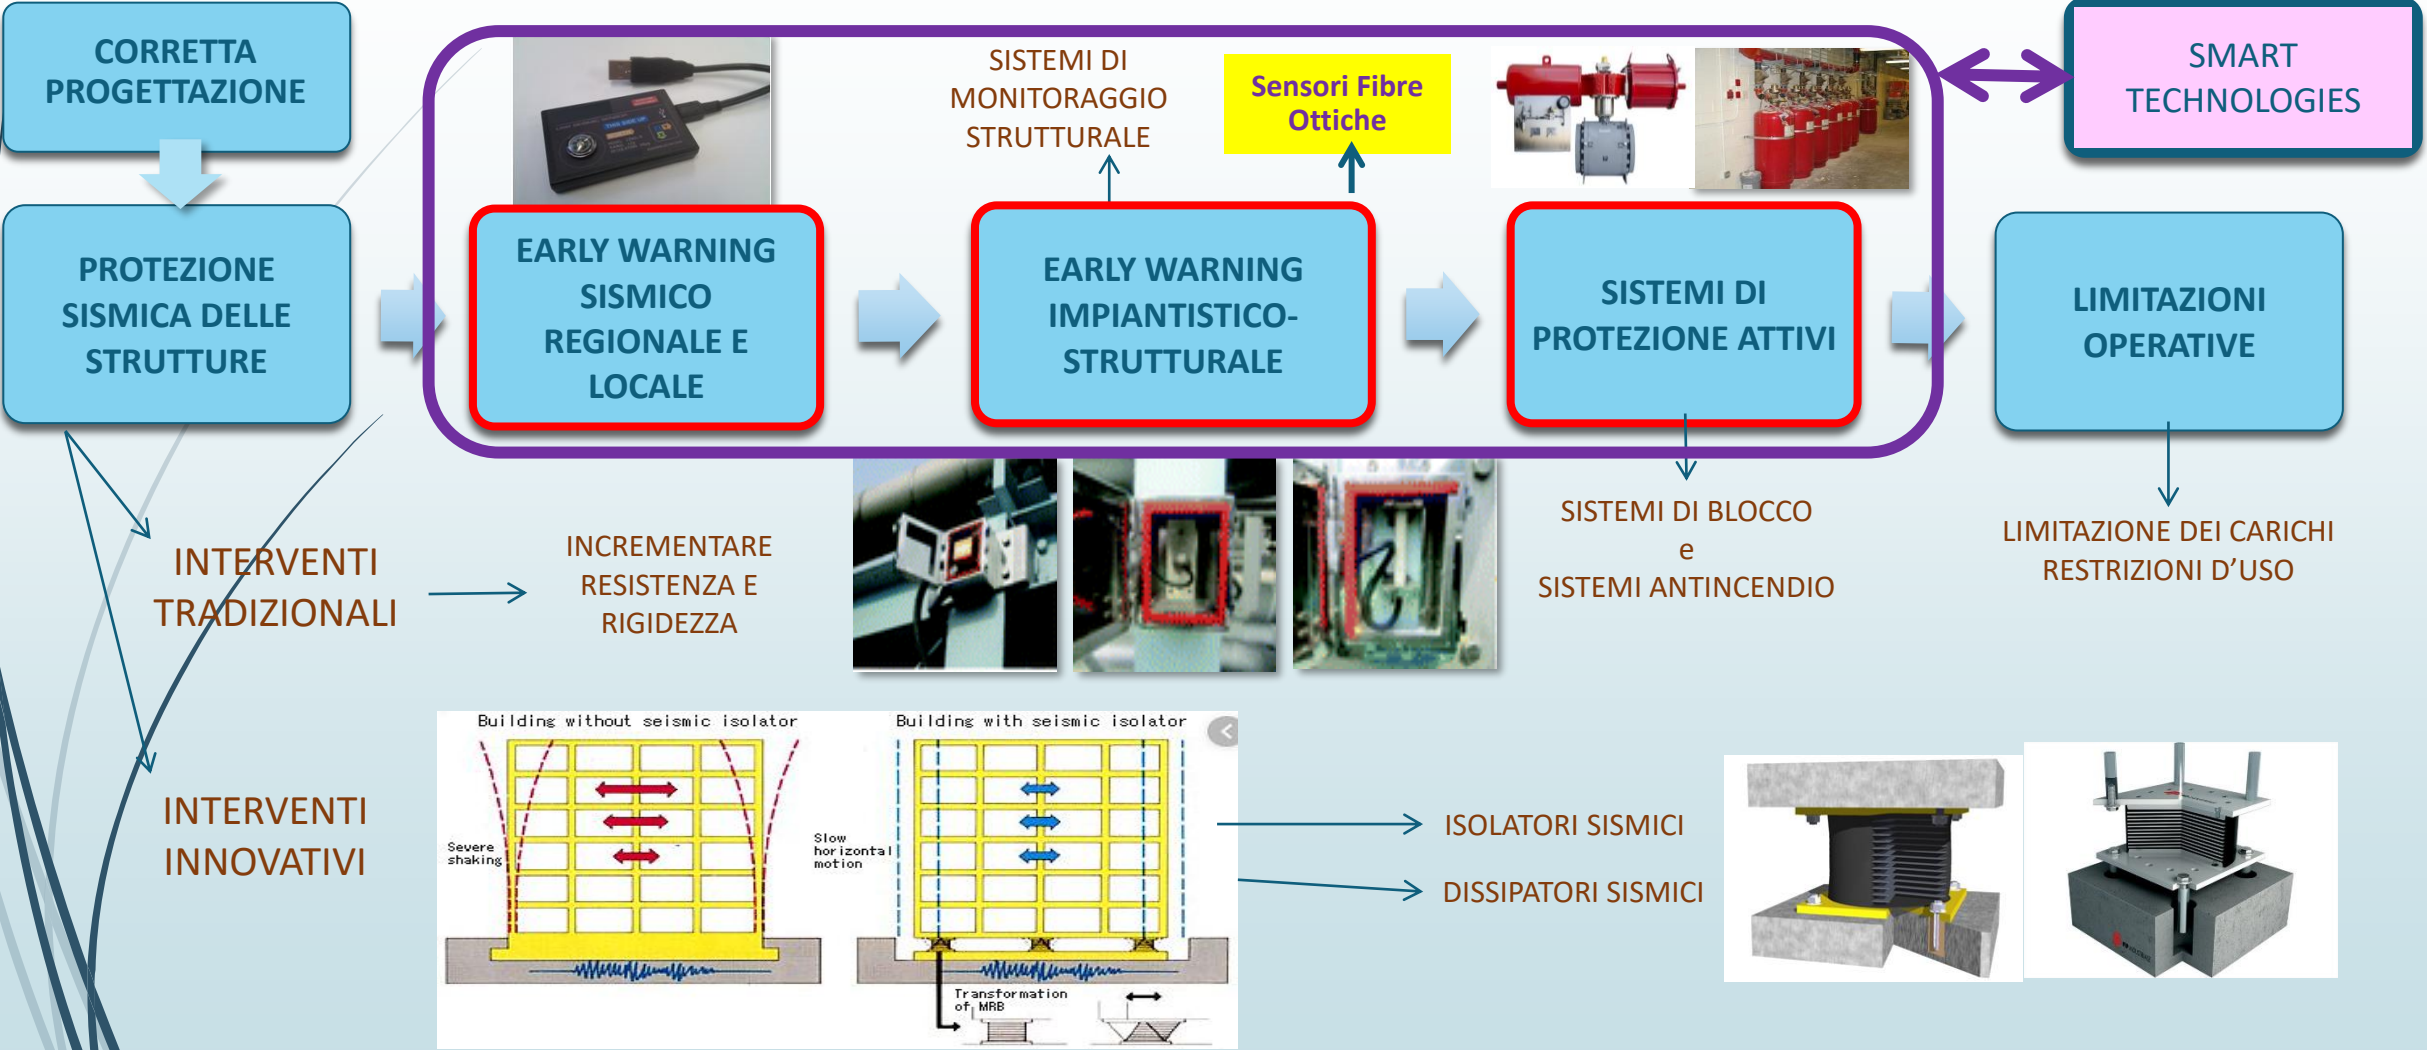 CORRETTA
PROGETTAZIONE
SISTEMI DI
MONITORAGGIO
STRUTTURALE
Sensori Fibre
Ottiche
SMART
TECHNOLOGIES
PROTEZIONE
SISMICA DELLE
STRUTTURE
EARLY WARNING
SISMICO
REGIONALE E
LOCALE
EARLY WARNING
IMPIANTISTICO-
STRUTTURALE
SISTEMI DI
PROTEZIONE ATTIVI
LIMITAZIONI
OPERATIVE
INTERVENTI
TRADIZIONALI
INCREMENTARE
RESISTENZA E
RIGIDEZZA
SISTEMI DI BLOCCO
e
SISTEMI ANTINCENDIO
LIMITAZIONE DEI CARICHI
RESTRIZIONI D’USO
INTERVENTI
INNOVATIVI
Building without seismic isolator
Severe
shaking
Building with seismic isolator
Slow
horizontal
motion
Transformation
of MRB
ISOLATORI SISMICI
DISSIPATORI SISMICI